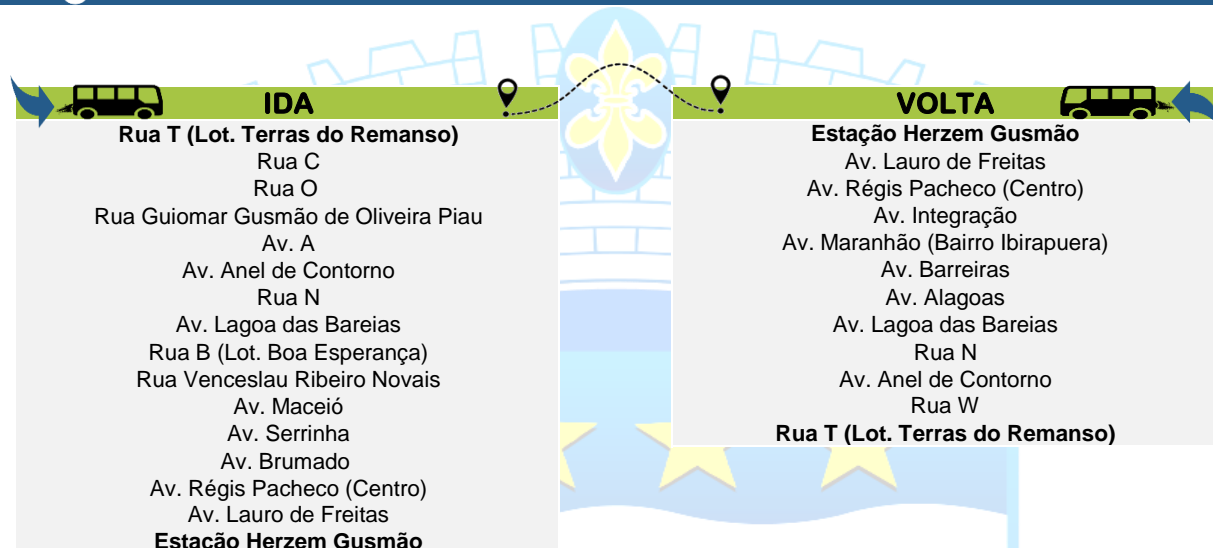 IDA
Rua T (Lot. Terras do Remanso)
Rua C
Rua O
Rua Guiomar Gusmão de Oliveira Piau
Av. A
Av. Anel de Contorno
Rua N
Av. Lagoa das Bareias
Rua B (Lot. Boa Esperança)
Rua Venceslau Ribeiro Novais
Av. Maceió
Av. Serrinha
Av. Brumado
Av. Régis Pacheco (Centro)
Av. Lauro de Freitas
Estação Herzem Gusmão
VOLTA
Estação Herzem Gusmão
Av. Lauro de Freitas
Av. Régis Pacheco (Centro)
Av. Integração
Av. Maranhão (Bairro Ibirapuera)
Av. Barreiras
Av. Alagoas
Av. Lagoa das Bareias
Rua N
Av. Anel de Contorno
Rua W
Rua T (Lot. Terras do Remanso)